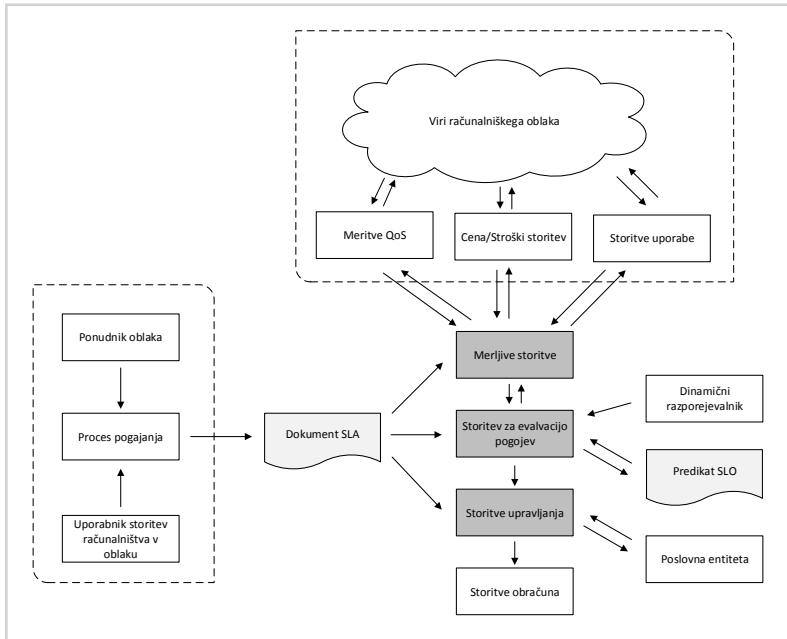 Viri računalniškega oblaka
Meritve QoS
Cena/Stroški storitev
Storitve uporabe
Ponudnik oblaka
Proces pogajanja
Uporabnik storitev
računalništva v
oblaku
Dokument SLA
Merljive storitve
Storitev za evalvacijo
pogojev
Storitve upravljanja
Storitve obračuna
Dinamični
razporejevalnik
Predikat SLO
Poslovna entiteta